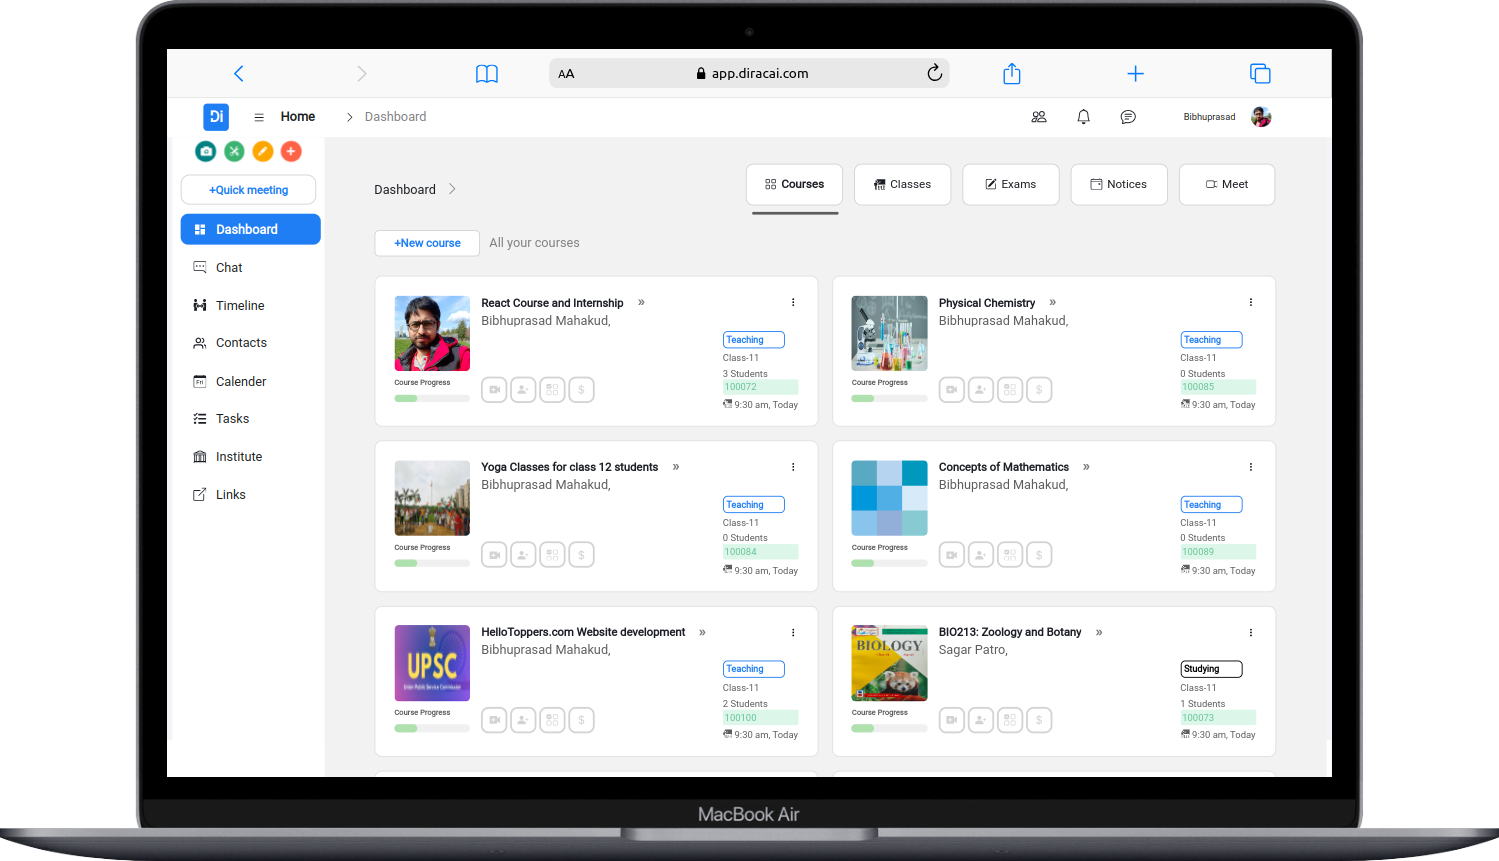 AA
app.diracai.com
Di
Home
Dashboard
Bibhuprasad
+Quick meeting
Dashboard
Chat
Timeline
Contacts
Calender
Tasks
Institute
Links
Dashboard
Courses
Classes
Exams
Notices
Meet
+New course
All your courses
React Course and Internship »
Bibhuprasad Mahakud,
Teaching
Class-11
3 Students
100072
9:30 am, Today
Course Progress
$
Physical Chemistry »
Bibhuprasad Mahakud,
Teaching
Class-11
0 Students
100085
9:30 am, Today
Course Progress
$
Yoga Classes for class 12 students »
Bibhuprasad Mahakud,
Teaching
Class-11
0 Students
100084
9:30 am, Today
Course Progress
$
Concepts of Mathematics »
Bibhuprasad Mahakud,
Teaching
Class-11
0 Students
100089
9:30 am, Today
Course Progress
$
HelloToppers.com Website development »
Bibhuprasad Mahakud,
UPSC
Teaching
Class-11
2 Students
100100
9:30 am, Today
Course Progress
$
BIO213: Zoology and Botany »
Sagar Patro,
BIOLOGY
Studying
Class-11
1 Students
100073
9:30 am, Today
Course Progress
$
MacBook Air